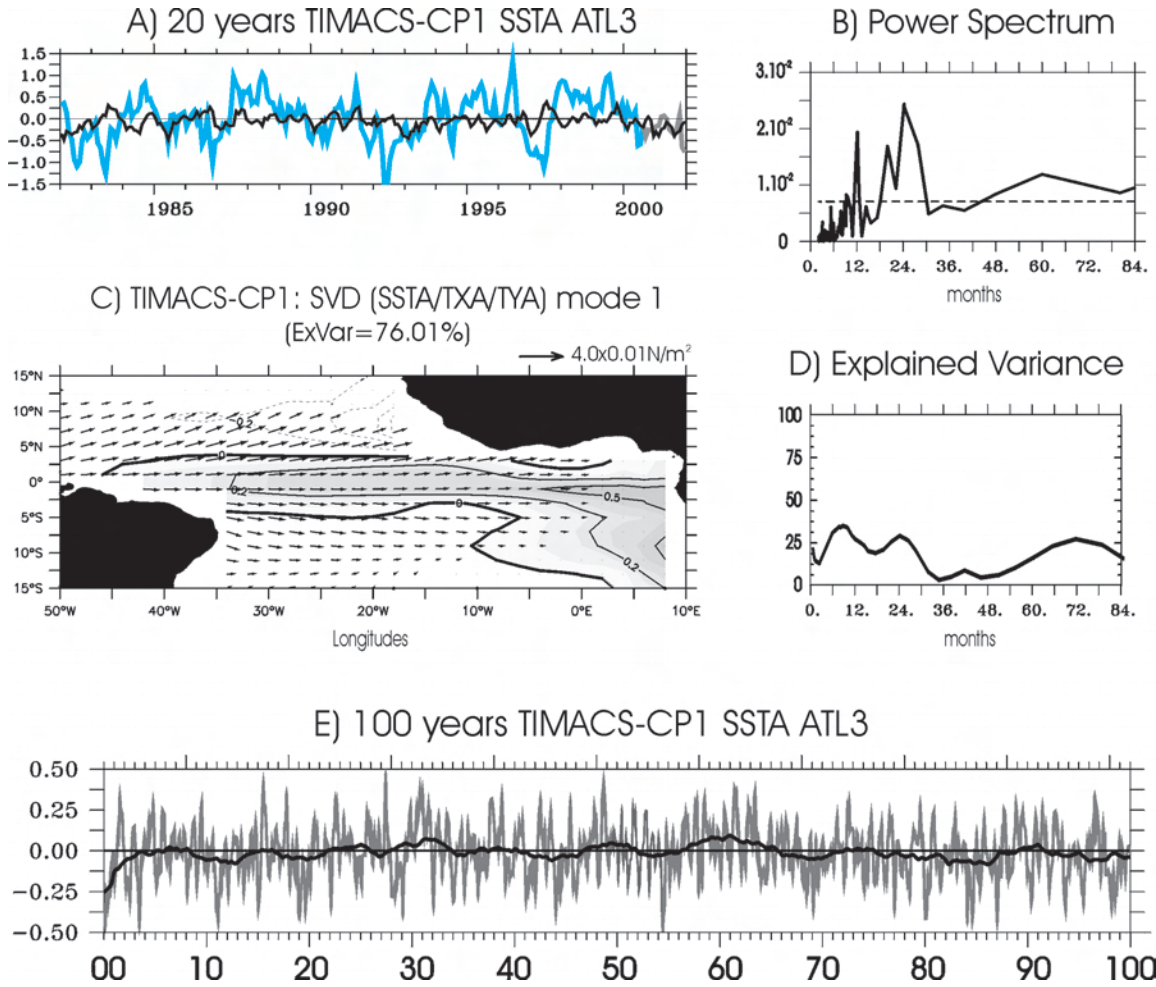 A) 20 years TIMACS-CP1 SSTA ATL3
1.5
1.0
0.5
0.0
-0.5
-1.0
-1.5
1985 1990 1995 2000
B) Power Spectrum
3.10⁻²
2.10⁻²
1.10⁻²
0
0. 12. 24. 36. 48. 60. 72. 84.
months
C) TIMACS-CP1: SVD (SSTA/TXA/TYA) mode 1
(ExVar=76.01%)
4.0x0.01N/m²
15°N
10°N
5°N
0°
5°S
10°S
15°S
0.2
0
0.2
0
0.5
0.2
50°W 40°W 30°W 20°W 10°W 0°E 10°E
Longitudes
D) Explained Variance
100
75
50
25
0
0. 12. 24. 36. 48. 60. 72. 84.
months
E) 100 years TIMACS-CP1 SSTA ATL3
0.50
0.25
0.00
-0.25
-0.50
00 10 20 30 40 50 60 70 80 90 100